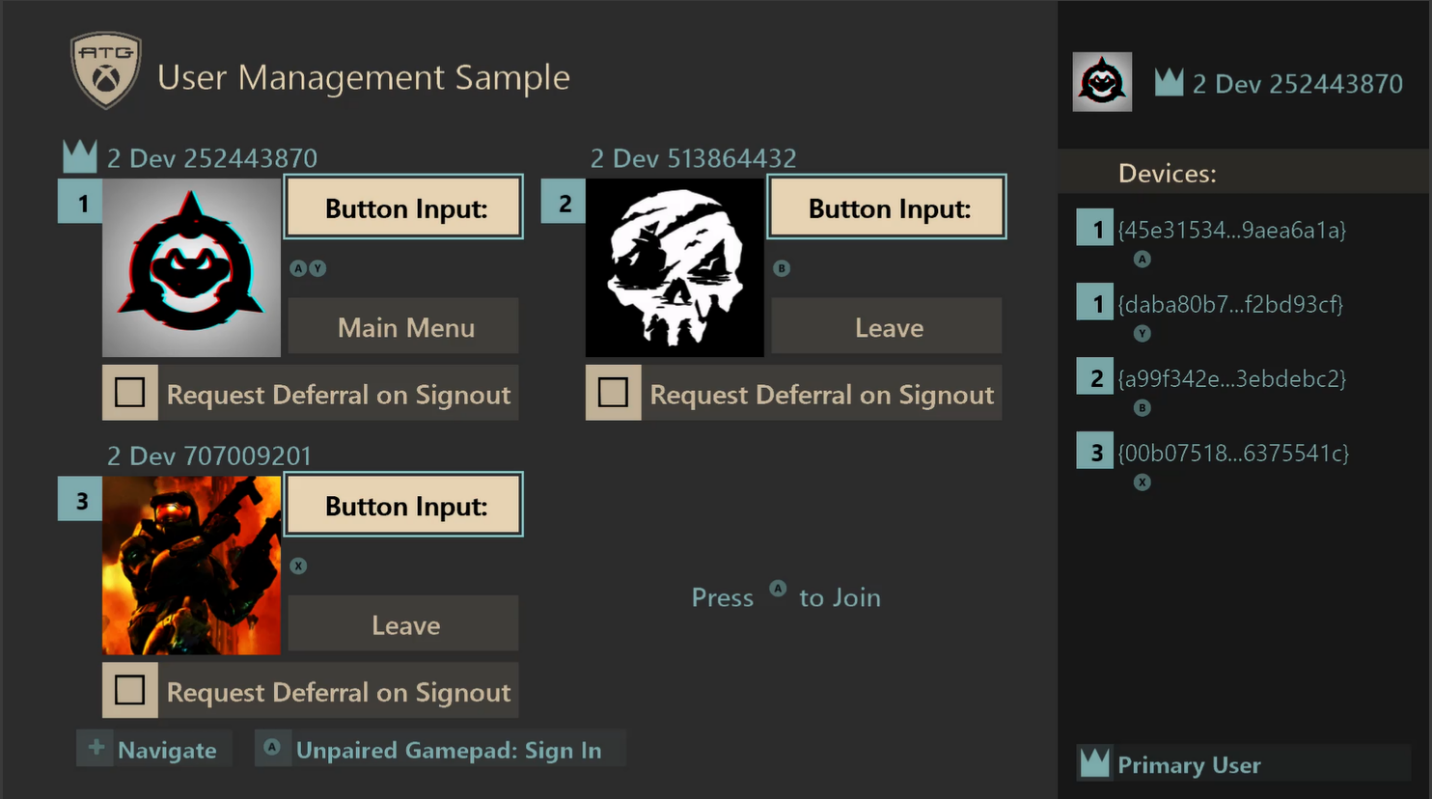 ATG
User Management Sample
2 Dev 252443870
1
Button Input:
A Y
Main Menu
Request Deferral on Signout
2 Dev 513864432
2
Button Input:
B
Leave
Request Deferral on Signout
2 Dev 707009201
3
Button Input:
X
Leave
Request Deferral on Signout
Press A to Join
Navigate
A Unpaired Gamepad: Sign In
2 Dev 252443870
Devices:
1 {45e31534...9aea6a1a}
A
1 {daba80b7...f2bd93cf}
Y
2 {a99f342e...3ebdebc2}
B
3 {00b07518...6375541c}
X
Primary User